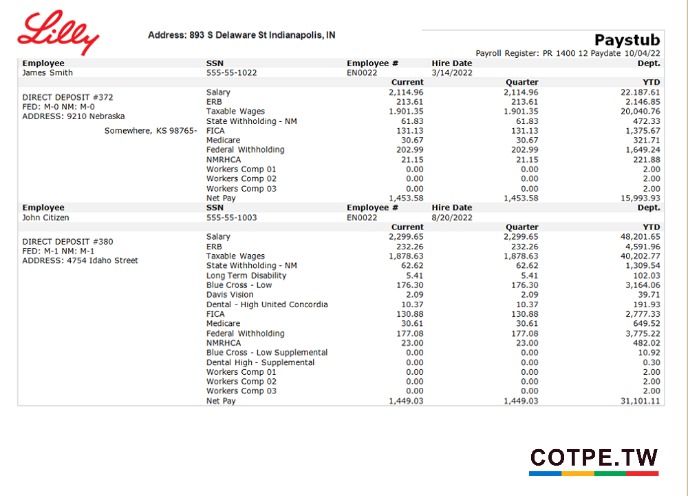 Lilly
Address: 893 S Delaware St Indianapolis, IN
Paystub
Payroll Register: PR 1400 12 Paydate 10/04/22
Employee SSN Employee # Hire Date Dept.
James Smith 555-55-1022 EN0022 3/14/2022
Current Quarter YTD
DIRECT DEPOSIT #372
FED: M-0 NM: M-0
ADDRESS: 9210 Nebraska
Somewhere, KS 98765-
Salary 2,114.96 2,114.96 22.187.61
ERB 213.61 213.61 2.146.85
Taxable Wages 1.901.35 1.901.35 20,040.76
State Withholding - NM 61.83 61.83 472.33
FICA 131.13 131.13 1,375.67
Medicare 30.67 30.67 321.71
Federal Withholding 202.99 202.99 1,649.24
NMRHCA 21.15 21.15 221.88
Workers Comp 01 0.00 0.00 2.00
Workers Comp 02 0.00 0.00 2.00
Workers Comp 03 0.00 0.00 2.00
Net Pay 1,453.58 1,453.58 15,993.93
Employee SSN Employee # Hire Date Dept.
John Citizen 555-55-1003 EN0022 8/20/2022
Current Quarter YTD
DIRECT DEPOSIT #380
FED: M-1 NM: M-1
ADDRESS: 4754 Idaho Street
Salary 2,299.65 2,299.65 48,201.65
ERB 232.26 232.26 4,591.96
Taxable Wages 1,878.63 1,878.63 40,202.77
State Withholding - NM 62.62 62.62 1,309.54
Long Term Disability 5.41 5.41 102.03
Blue Cross - Low 176.30 176.30 3,164.06
Davis Vision 2.09 2.09 39.71
Dental - High United Concordia 10.37 10.37 191.93
FICA 130.88 130.88 2,777.33
Medicare 30.61 30.61 649.52
Federal Withholding 177.08 177.08 3,775.22
NMRHCA 23.00 23.00 482.02
Blue Cross - Low Supplemental 0.00 0.00 10.92
Dental High - Supplemental 0.00 0.00 0.30
Workers Comp 01 0.00 0.00 2.00
Workers Comp 02 0.00 0.00 2.00
Workers Comp 03 0.00 0.00 2.00
Net Pay 1,449.03 1,449.03 31,101.11
COTPE.TW